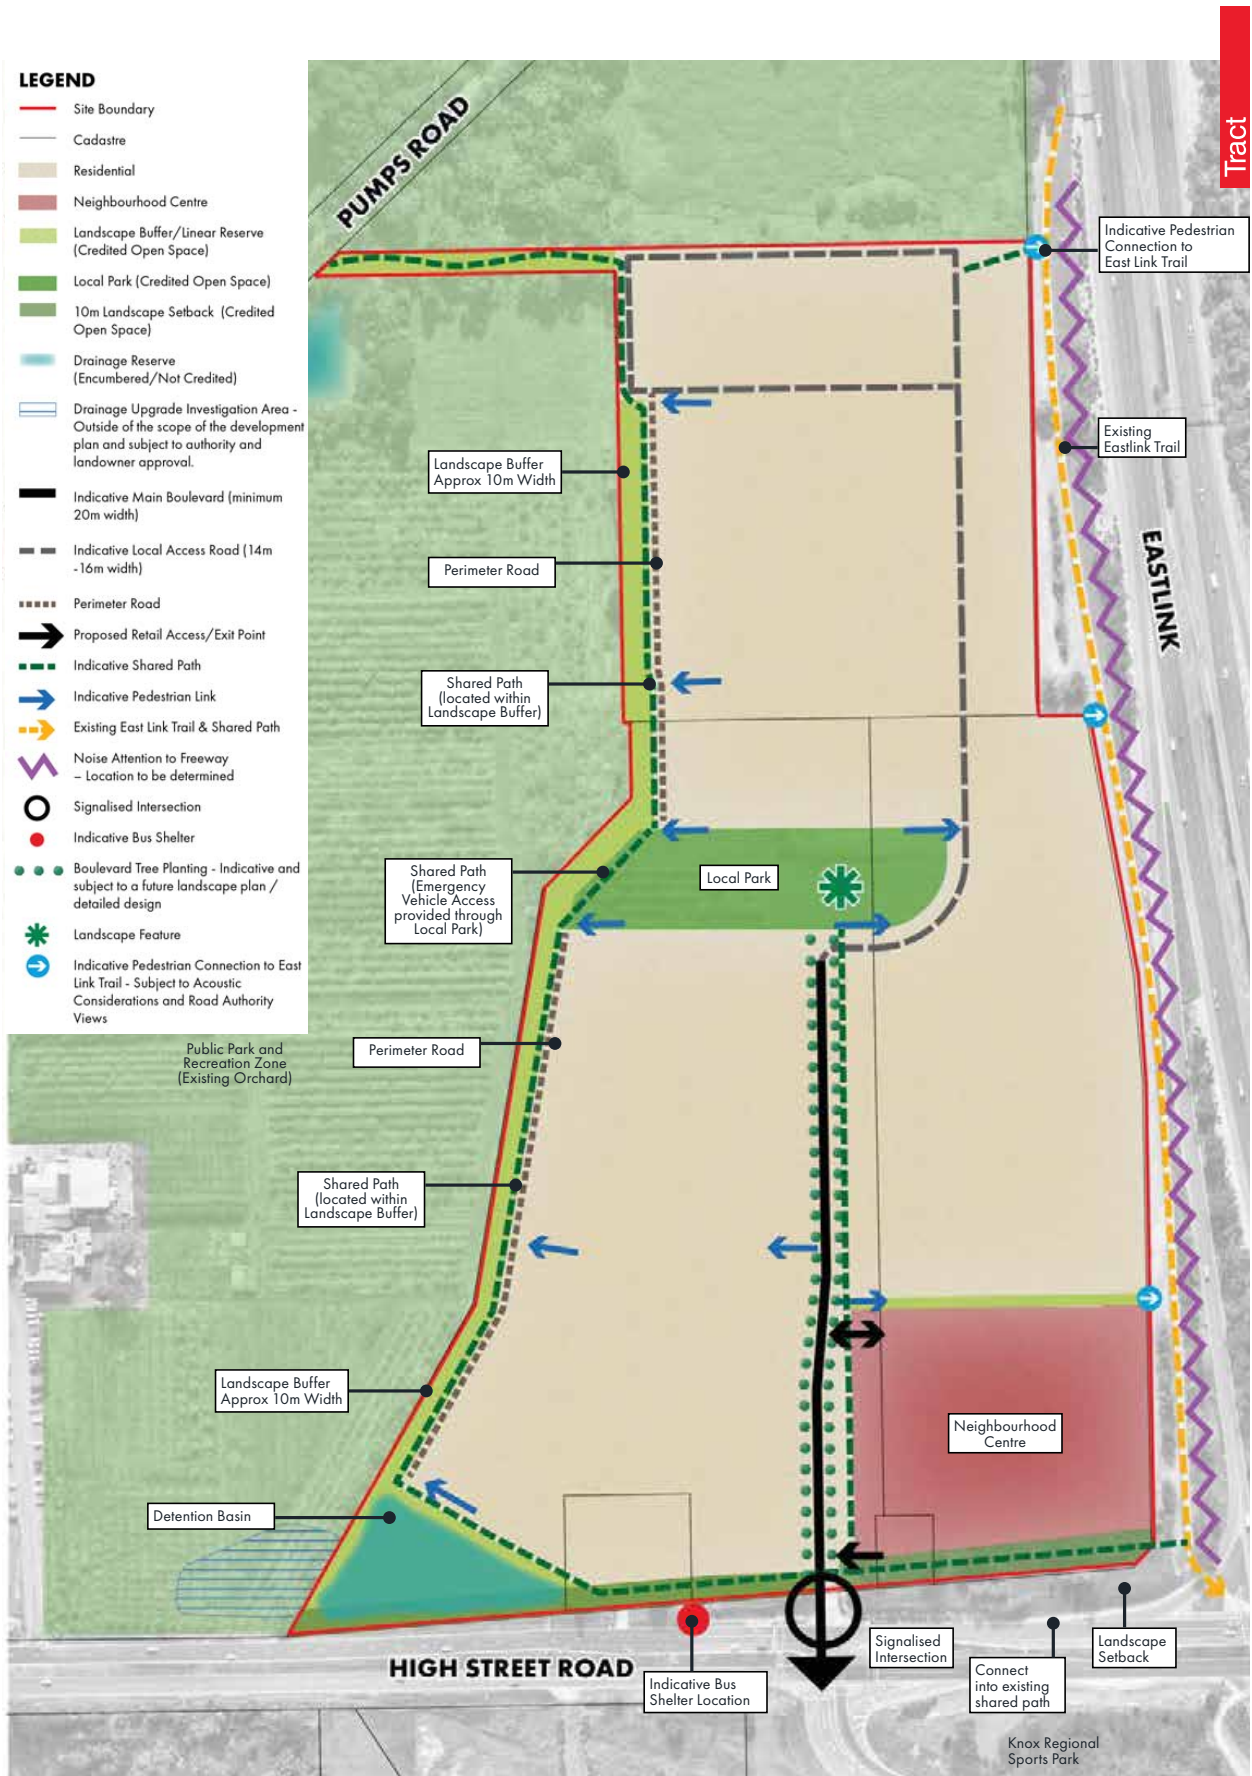 Tract
LEGEND
Site Boundary
Cadastre
Residential
Neighbourhood Centre
Landscape Buffer/Linear Reserve
(Credited Open Space)
Local Park (Credited Open Space)
10m Landscape Setback (Credited
Open Space)
Drainage Reserve
(Encumbered/Not Credited)
Drainage Upgrade Investigation Area -
Outside of the scope of the development
plan and subject to authority and
landowner approval.
Indicative Main Boulevard (minimum
20m width)
Indicative Local Access Road (14m
-16m width)
Perimeter Road
Proposed Retail Access/Exit Point
Indicative Shared Path
Indicative Pedestrian Link
Existing East Link Trail & Shared Path
Noise Attention to Freeway
– Location to be determined
Signalised Intersection
Indicative Bus Shelter
Boulevard Tree Planting - Indicative and
subject to a future landscape plan /
detailed design
Landscape Feature
Indicative Pedestrian Connection to East
Link Trail - Subject to Acoustic
Considerations and Road Authority
Views
PUMPS ROAD
Indicative Pedestrian
Connection to
East Link Trail
Existing
Eastlink Trail
Landscape Buffer
Approx 10m Width
Perimeter Road
EASTLINK
Shared Path
(located within
Landscape Buffer)
Shared Path
(Emergency
Vehicle Access
provided through
Local Park)
Local Park
Public Park and
Recreation Zone
(Existing Orchard)
Perimeter Road
Shared Path
(located within
Landscape Buffer)
Landscape Buffer
Approx 10m Width
Neighbourhood
Centre
Detention Basin
HIGH STREET ROAD
Indicative Bus
Shelter Location
Signalised
Intersection
Connect
into existing
shared path
Landscape
Setback
Knox Regional
Sports Park